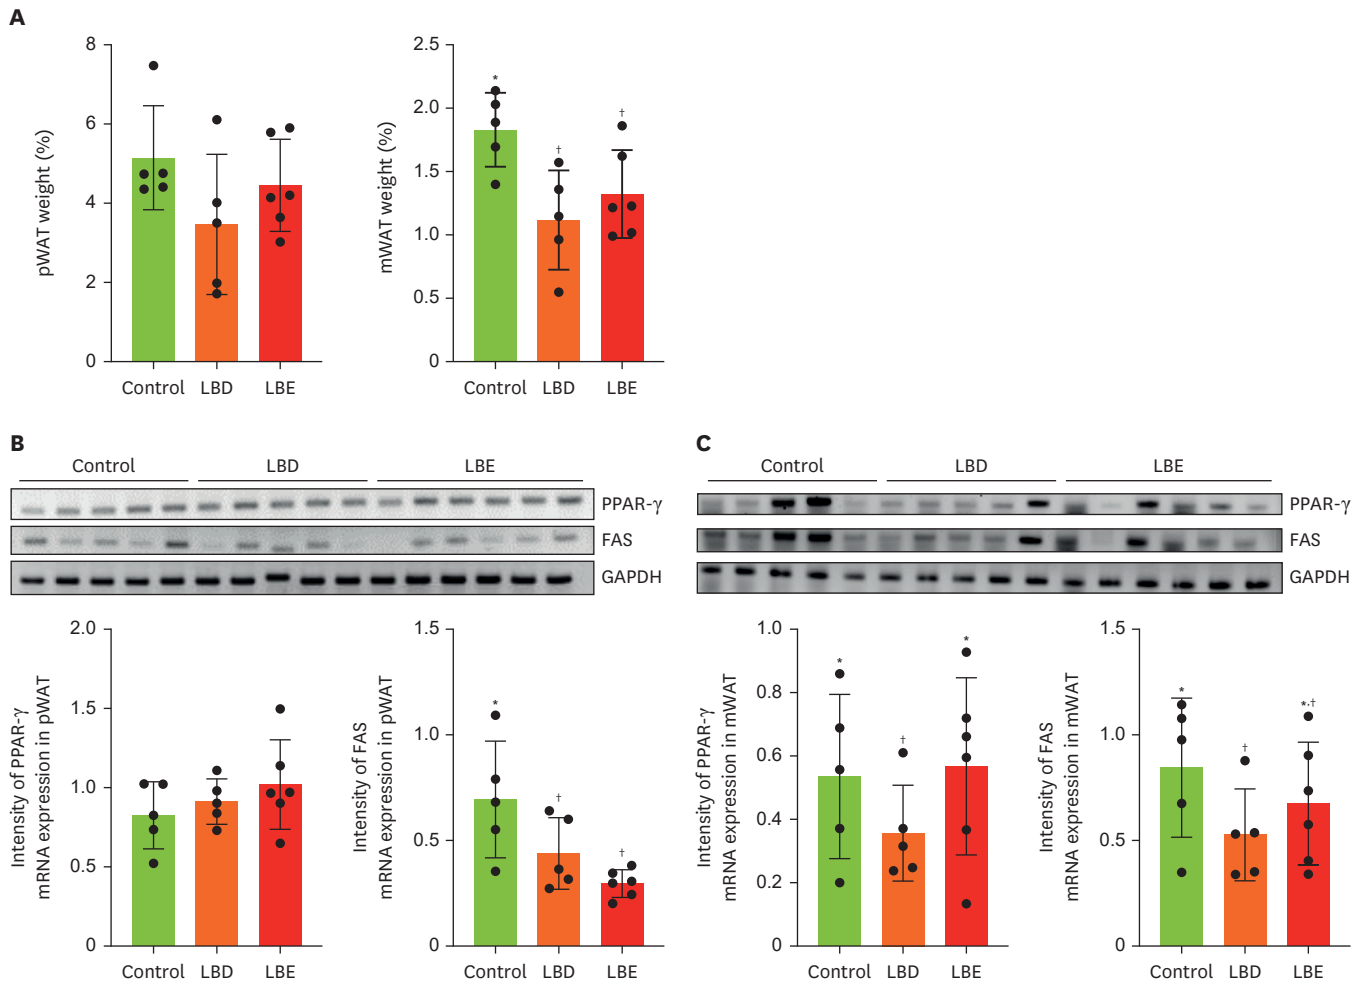 A
8
6
4
2
0
pWAT weight (%)
*
Control
LBD
LBE
2.5
2.0
1.5
1.0
0.5
0
mWAT weight (%)
*
†
†
Control
LBD
LBE
B
Control
LBD
LBE
PPAR-γ
FAS
GAPDH
2.0
1.5
1.0
0.5
0
Intensity of PPAR-γ
mRNA expression in pWAT
Control
LBD
LBE
1.5
1.0
0.5
0
Intensity of FAS
mRNA expression in pWAT
*
†
†
Control
LBD
LBE
C
Control
LBD
LBE
PPAR-γ
FAS
GAPDH
1.0
0.8
0.6
0.4
0.2
0
Intensity of PPAR-γ
mRNA expression in mWAT
*
†
*
Control
LBD
LBE
1.5
1.0
0.5
0
Intensity of FAS
mRNA expression in mWAT
*
†
*,†
Control
LBD
LBE